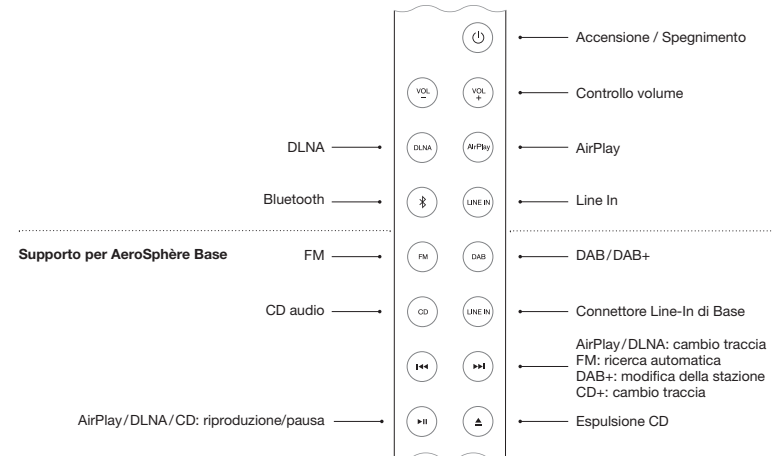 Accensione / Spegnimento
VOL – VOL +
Controllo volume
DLNA
DLNA AirPlay
AirPlay
Bluetooth
LINE IN
Line In
Supporto per AeroSphère Base
FM
FM DAB
DAB/DAB+
CD audio
CD LINE IN
Connettore Line-In di Base
AirPlay/DLNA: cambio traccia
FM: ricerca automatica
DAB+: modifica della stazione
CD+: cambio traccia
AirPlay/DLNA/CD: riproduzione/pausa
Espulsione CD